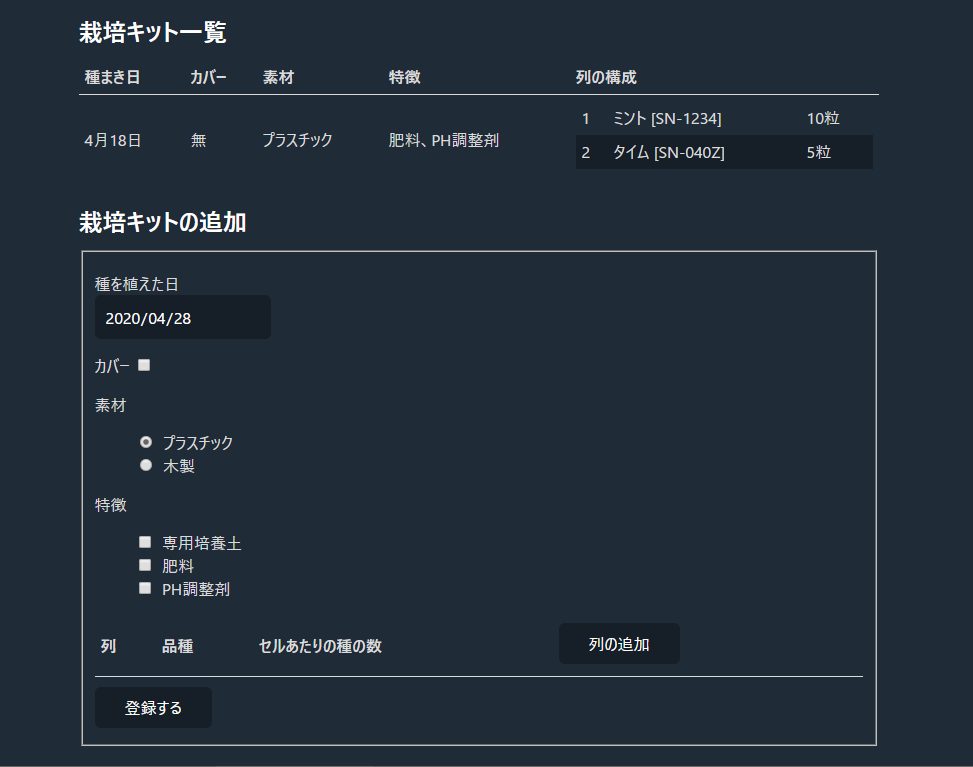 栽培キット一覧
種まき日 カバー 素材 特徴 列の構成
4月18日 無 プラスチック 肥料、PH調整剤
1 ミント [SN-1234] 10粒
2 タイム [SN-040Z] 5粒
栽培キットの追加
種を植えた日
2020/04/28
カバー
素材
プラスチック
木製
特徴
専用培養土
肥料
PH調整剤
列 品種 セルあたりの種の数 列の追加
登録する